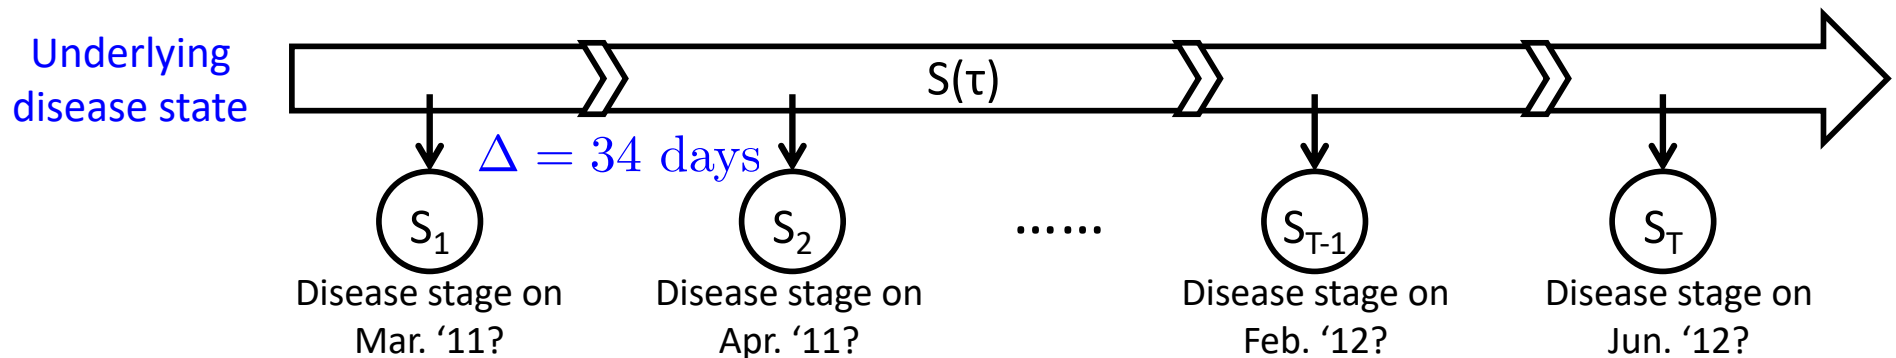 Underlying
disease state
S(τ)
Δ = 34 days
S1
S2
......
ST-1
ST
Disease stage on
Mar. ‘11?
Disease stage on
Apr. ‘11?
Disease stage on
Feb. ‘12?
Disease stage on
Jun. ‘12?